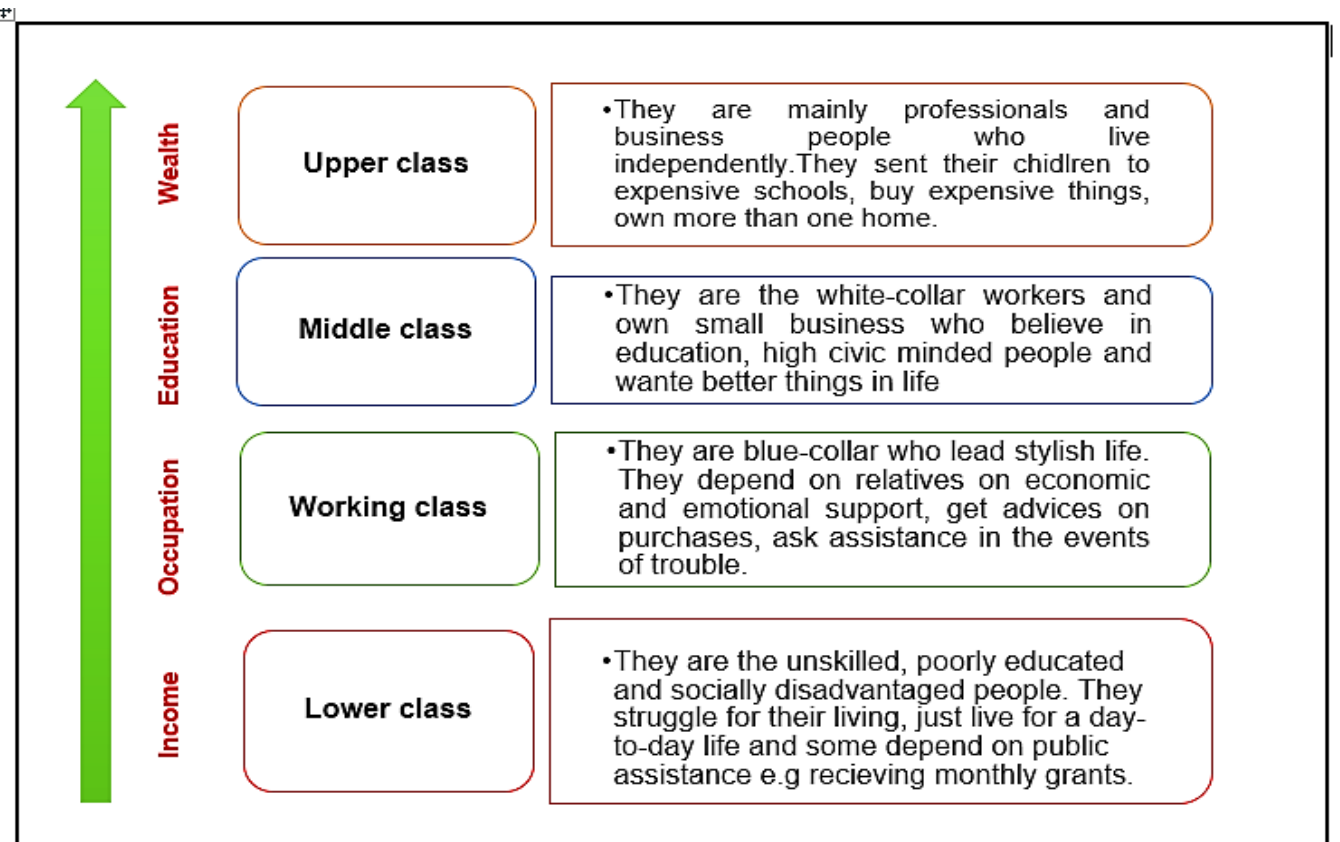 Wealth
Upper class
•They are mainly professionals and
business people who live
independently.They sent their chidlren to
expensive schools, buy expensive things,
own more than one home.
Education
Middle class
•They are the white-collar workers and
own small business who believe in
education, high civic minded people and
wante better things in life
Occupation
Working class
•They are blue-collar who lead stylish life.
They depend on relatives on economic
and emotional support, get advices on
purchases, ask assistance in the events
of trouble.
Income
Lower class
•They are the unskilled, poorly educated
and socially disadvantaged people. They
struggle for their living, just live for a day-
to-day life and some depend on public
assistance e.g recieving monthly grants.